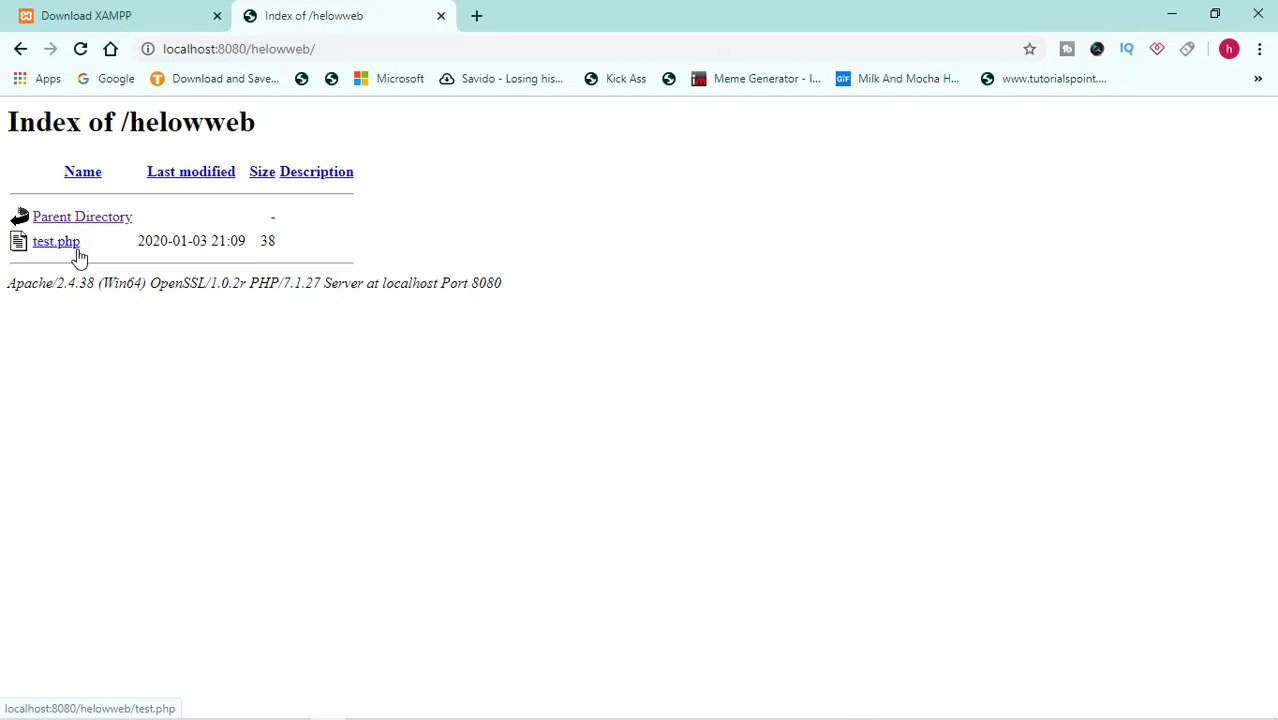 Download XAMPP
Index of /helowweb
localhost:8080/helowweb/
tb
IQ
h
Apps
Google
Download and Save...
Microsoft
Savido - Losing his...
Kick Ass
Meme Generator - I...
GIF
Milk And Mocha H...
www.tutorialspoint....
»
Index of /helowweb
Name Last modified Size Description
Parent Directory -
test.php 2020-01-03 21:09 38
Apache/2.4.38 (Win64) OpenSSL/1.0.2r PHP/7.1.27 Server at localhost Port 8080
localhost:8080/helowweb/test.php